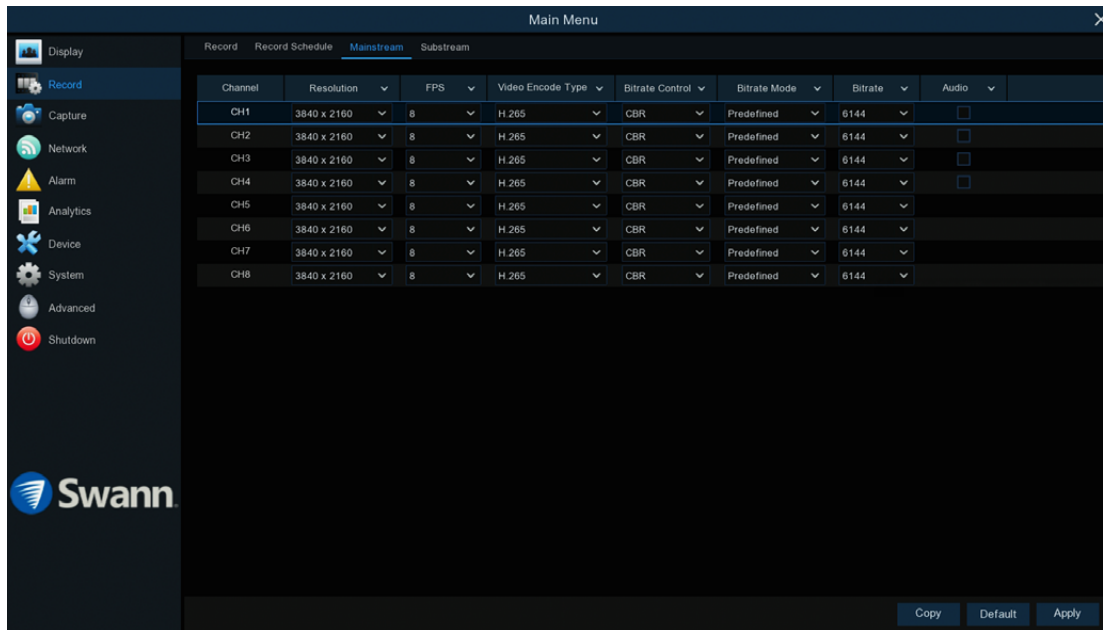 Main Menu
Display
Record
Capture
Network
Alarm
Analytics
Device
System
Advanced
Shutdown
Swann
Record Record Schedule Mainstream Substream
Channel Resolution FPS Video Encode Type Bitrate Control Bitrate Mode Bitrate Audio
CH1 3840 x 2160 8 H.265 CBR Predefined 6144
CH2 3840 x 2160 8 H.265 CBR Predefined 6144
CH3 3840 x 2160 8 H.265 CBR Predefined 6144
CH4 3840 x 2160 8 H.265 CBR Predefined 6144
CH5 3840 x 2160 8 H.265 CBR Predefined 6144
CH6 3840 x 2160 8 H.265 CBR Predefined 6144
CH7 3840 x 2160 8 H.265 CBR Predefined 6144
CH8 3840 x 2160 8 H.265 CBR Predefined 6144
Copy Default Apply